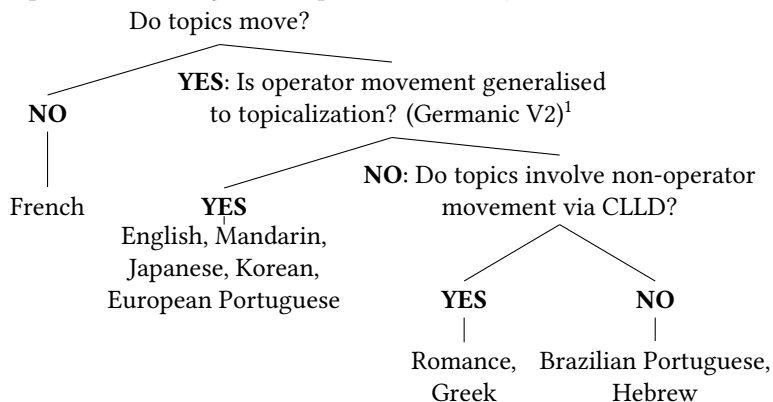 Do topics move?
YES: Is operator movement generalised
to topicalization? (Germanic V2)1
NO
NO: Do topics involve non-operator
movement via CLLD?
French
YES
English, Mandarin,
Japanese, Korean,
European Portuguese
YES
NO
Romance,
Greek
Brazilian Portuguese,
Hebrew